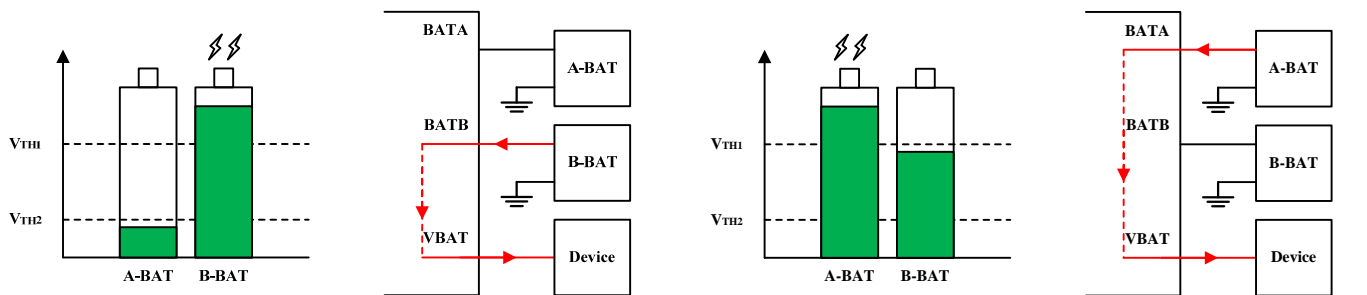 VTH1
VTH2
A-BAT B-BAT
BATA
A-BAT
BATB
B-BAT
VBAT
Device
VTH1
VTH2
A-BAT B-BAT
BATA
A-BAT
BATB
B-BAT
VBAT
Device